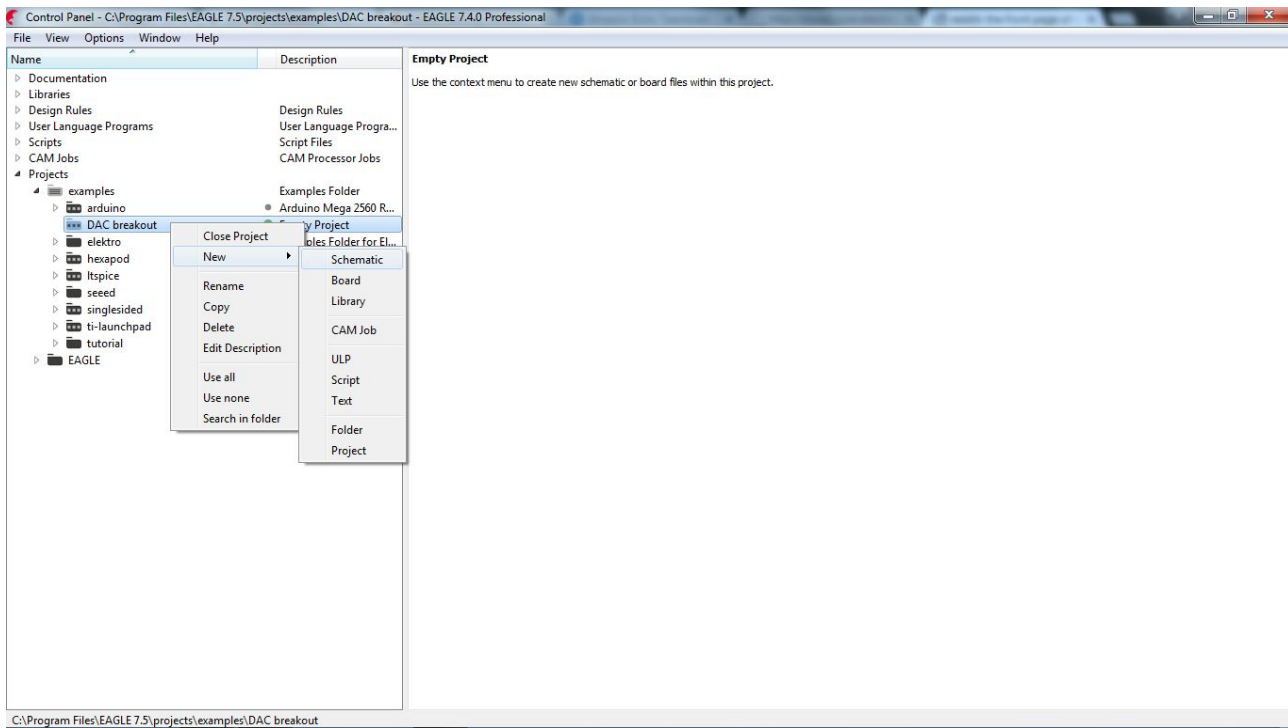 Control Panel - C:\Program Files\EAGLE 7.5\projects\examples\DAC breakout - EAGLE 7.4.0 Professional
File View Options Window Help
Name Description
Documentation
Libraries
Design Rules Design Rules
User Language Programs User Language Progra...
Scripts Script Files
CAM Jobs CAM Processor Jobs
Projects
examples Examples Folder
arduino Arduino Mega 2560 R...
DAC breakout Project
elektro Folder for El...
hexapod
ltspice
seeed
singlesided
ti-launchpad
tutorial
EAGLE
Close Project
New
Rename
Copy
Delete
Edit Description
Use all
Use none
Search in folder
Schematic
Board
Library
CAM Job
ULP
Script
Text
Folder
Project
Empty Project
Use the context menu to create new schematic or board files within this project.
C:\Program Files\EAGLE 7.5\projects\examples\DAC breakout